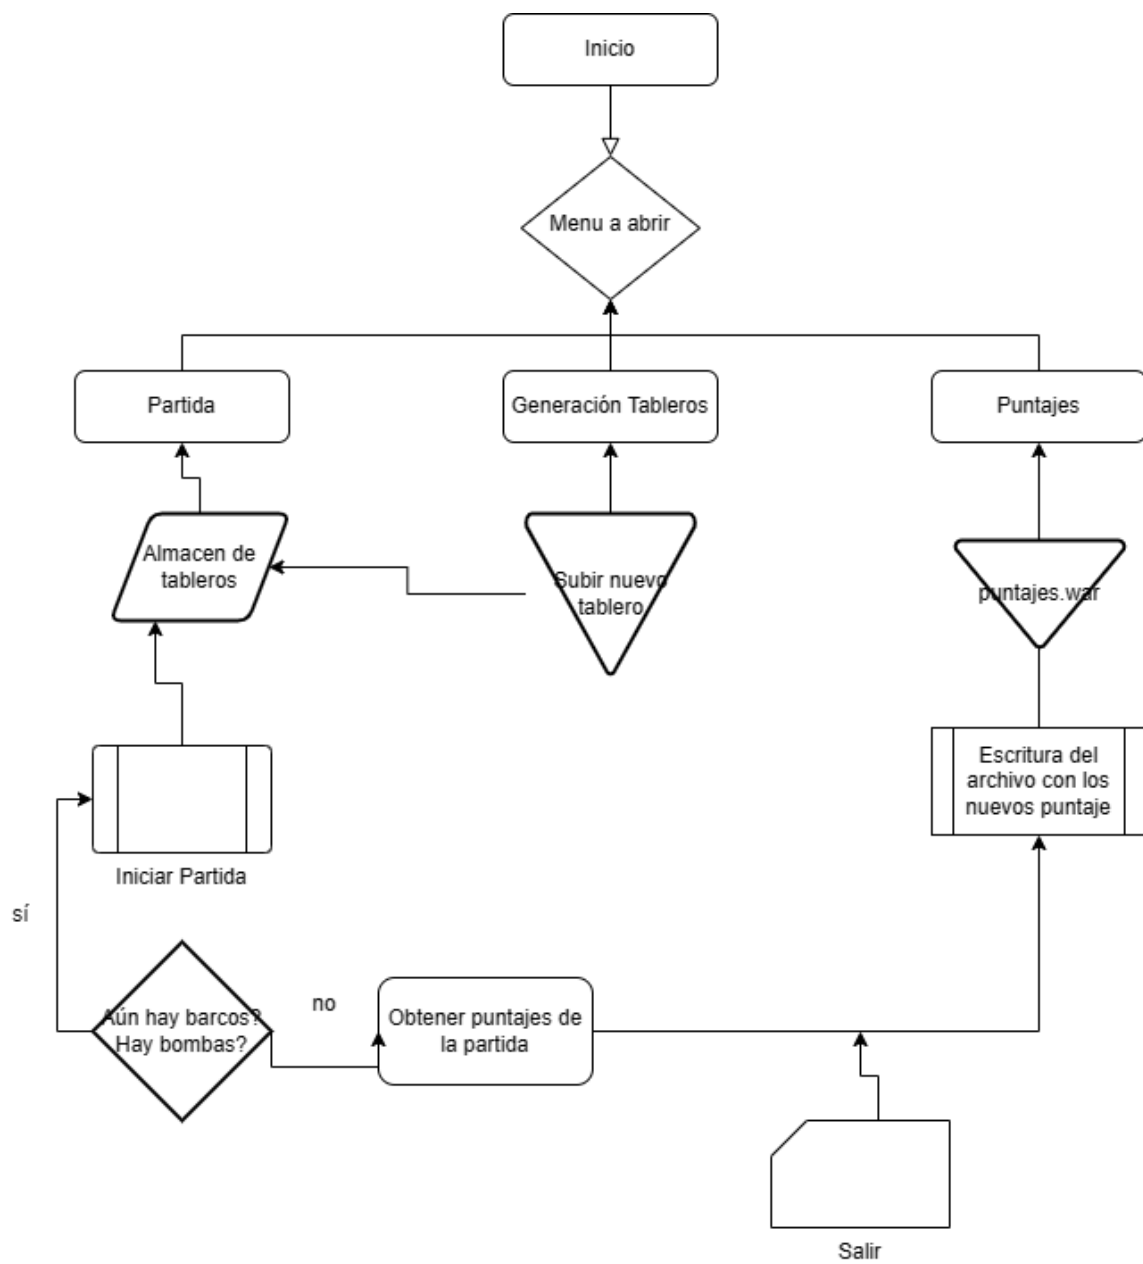 Inicio
Menu a abrir
Partida
Generación Tableros
Puntajes
Almacen de
tableros
Subir nuevo
tablero
puntajes.war
Escritura del
archivo con los
nuevos puntaje
Iniciar Partida
sí
Aún hay barcos?
Hay bombas?
no
Obtener puntajes de
la partida
Salir